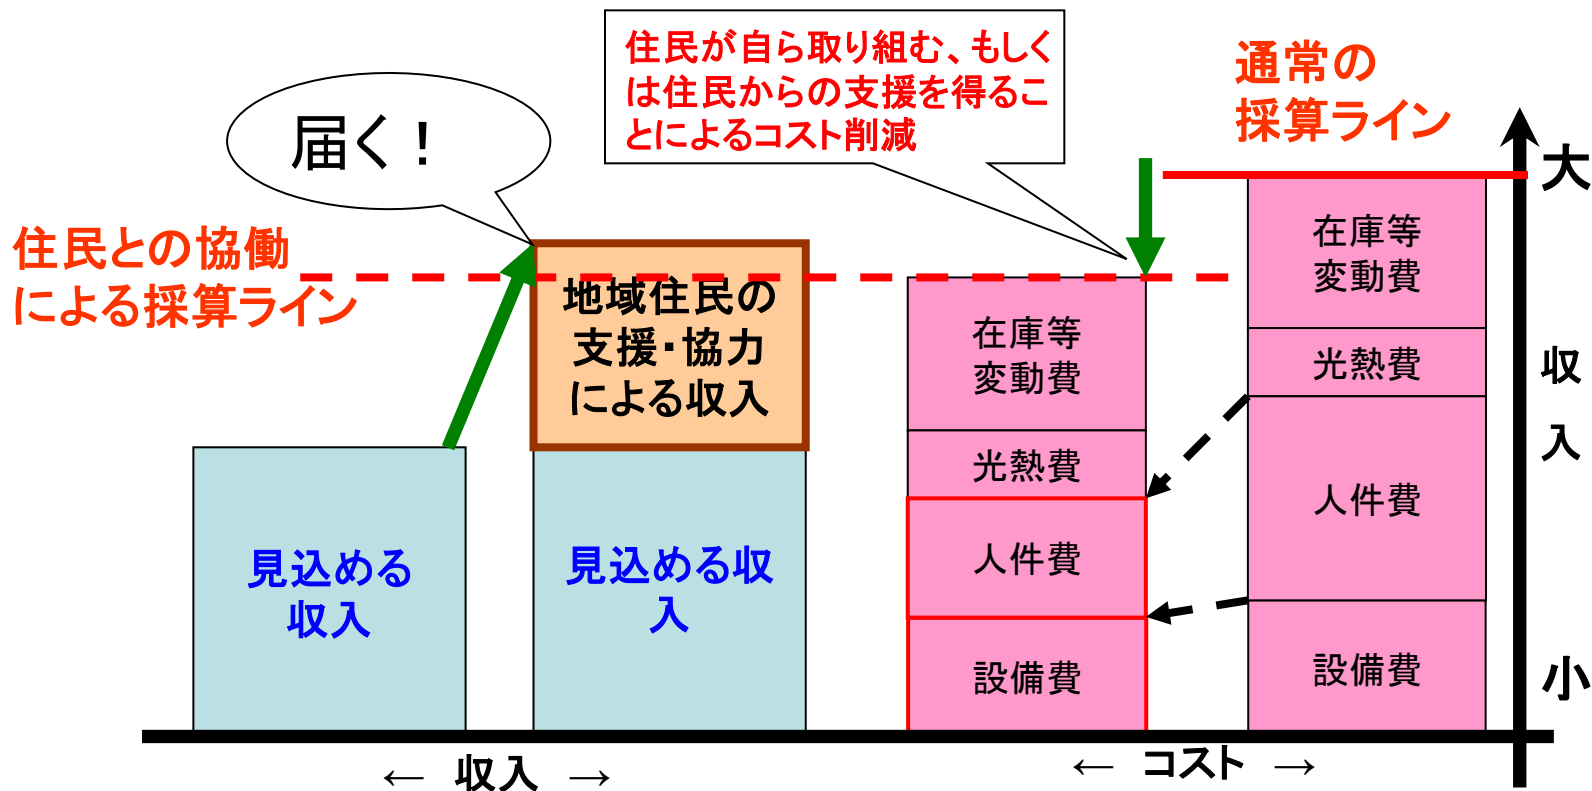 住民が自ら取り組む、もしく
は住民からの支援を得るこ
とによるコスト削減
通常の
採算ライン
届く！
大
住民との協働
による採算ライン
地域住民の
支援・協力
による収入
見込める
収入
見込める収
入
在庫等
変動費
光熱費
人件費
設備費
在庫等
変動費
光熱費
人件費
設備費
収
入
小
← 収入 →
← コスト →